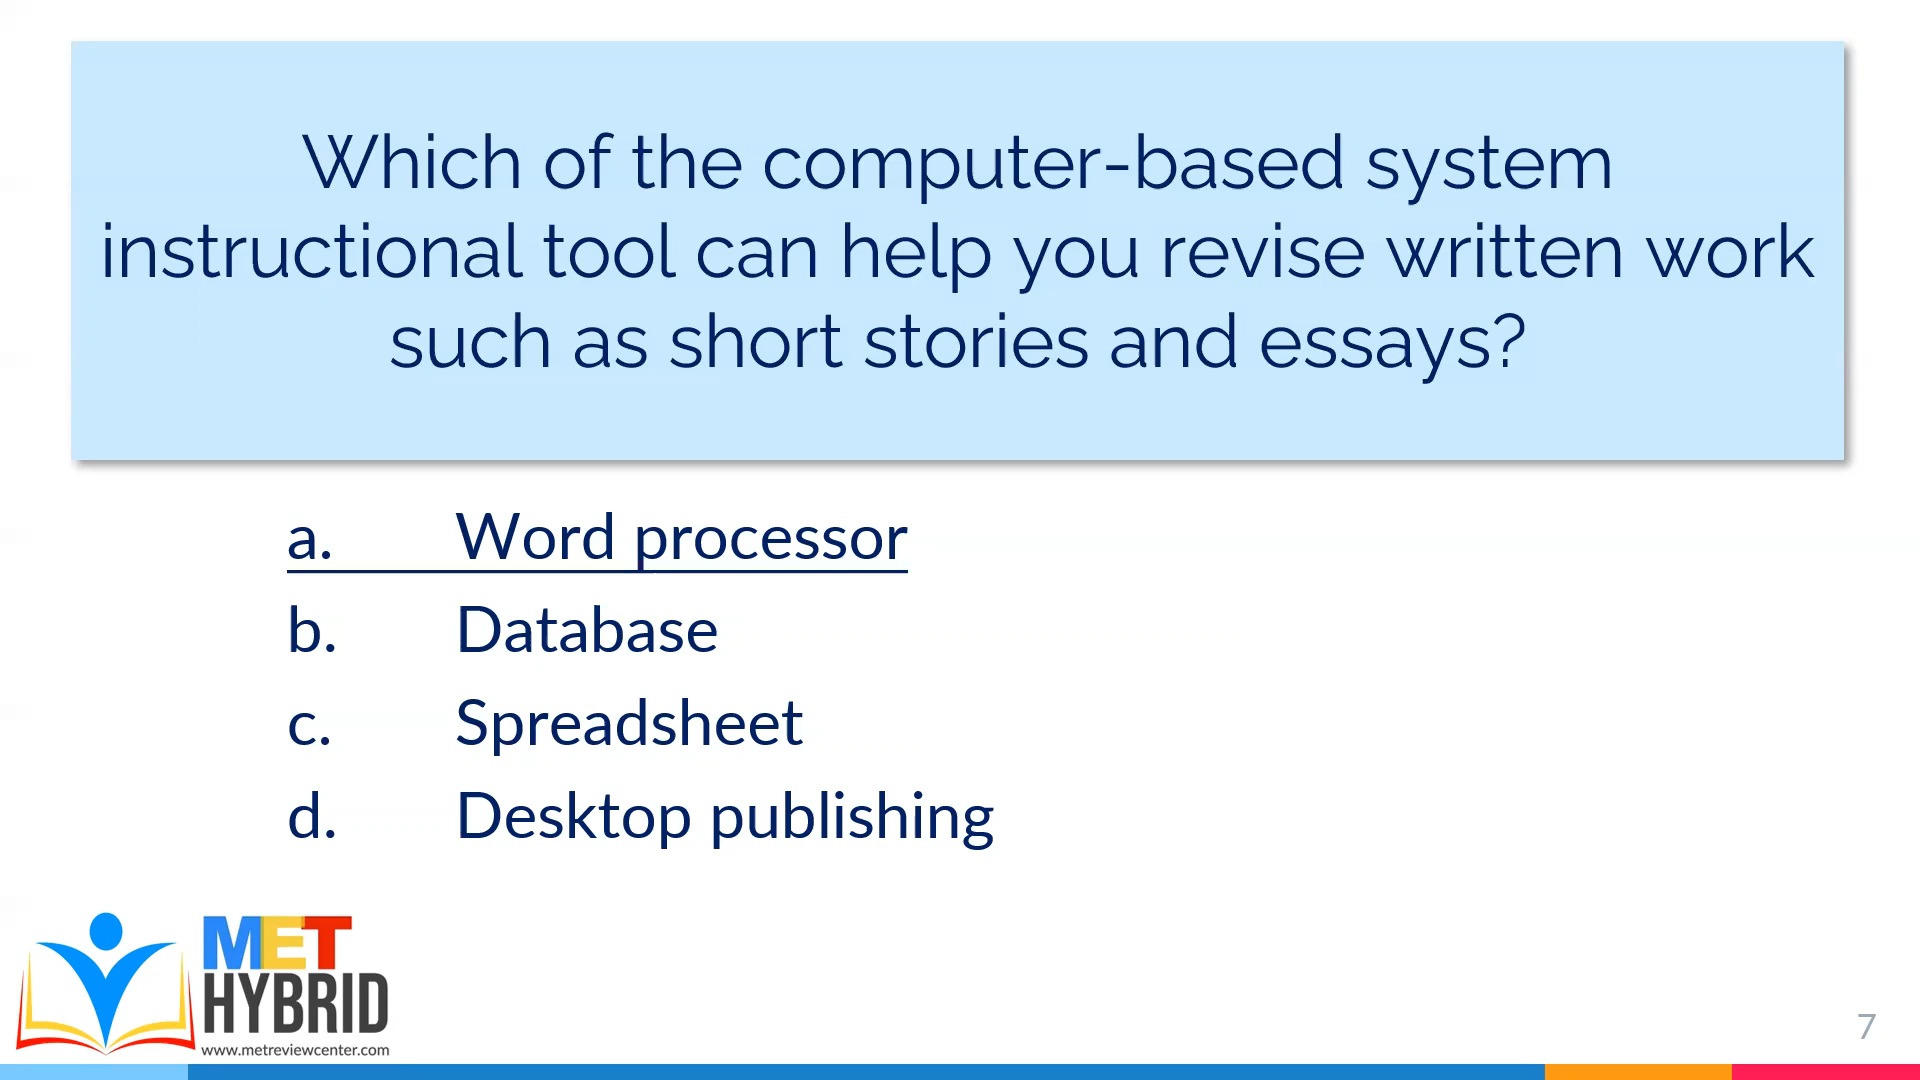 Which of the computer-based system
instructional tool can help you revise written work
such as short stories and essays?
a. Word processor
b. Database
c. Spreadsheet
d. Desktop publishing
MET
HYBRID
www.metreviewcenter.com
7